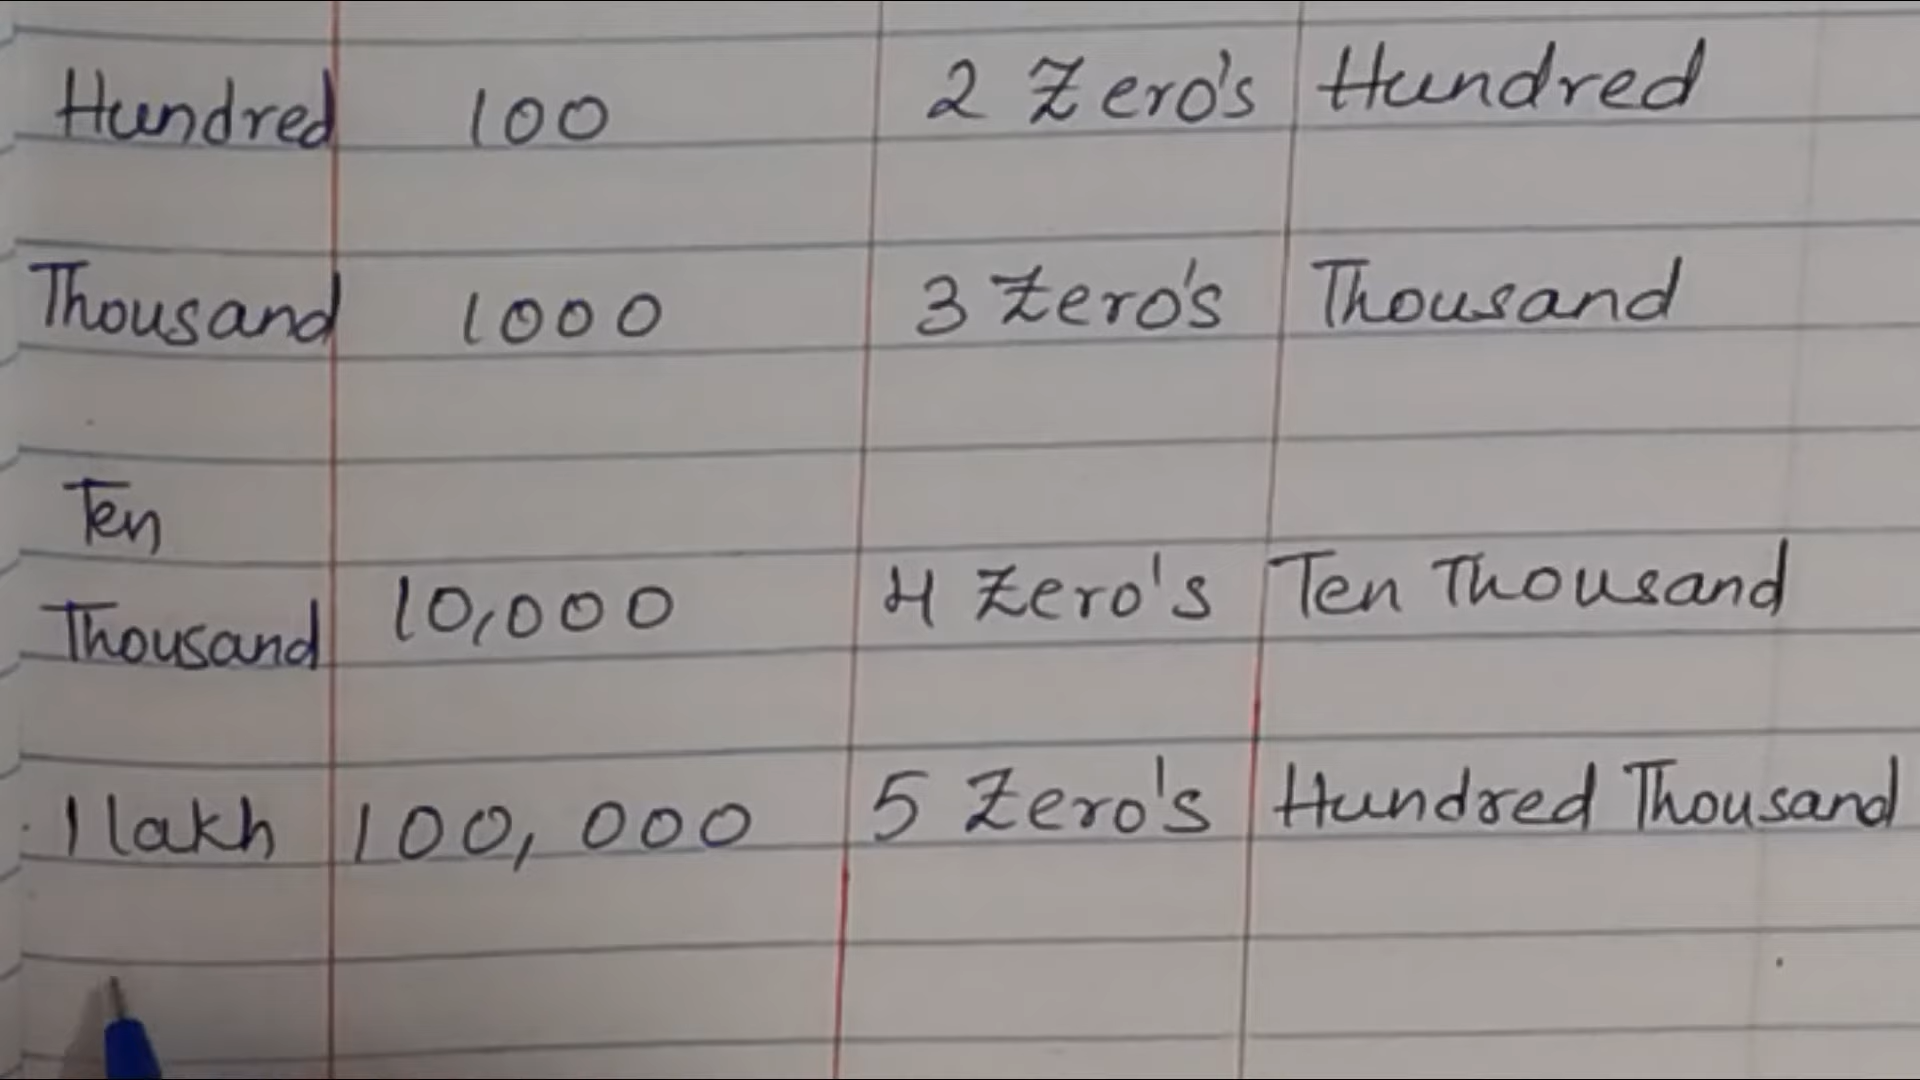 Hundred 100 2 Zero's Hundred
Thousand 1000 3 Zero's Thousand
Ten
Thousand 10,000 4 Zero's Ten Thousand
1 lakh 100,000 5 Zero's Hundred Thousand